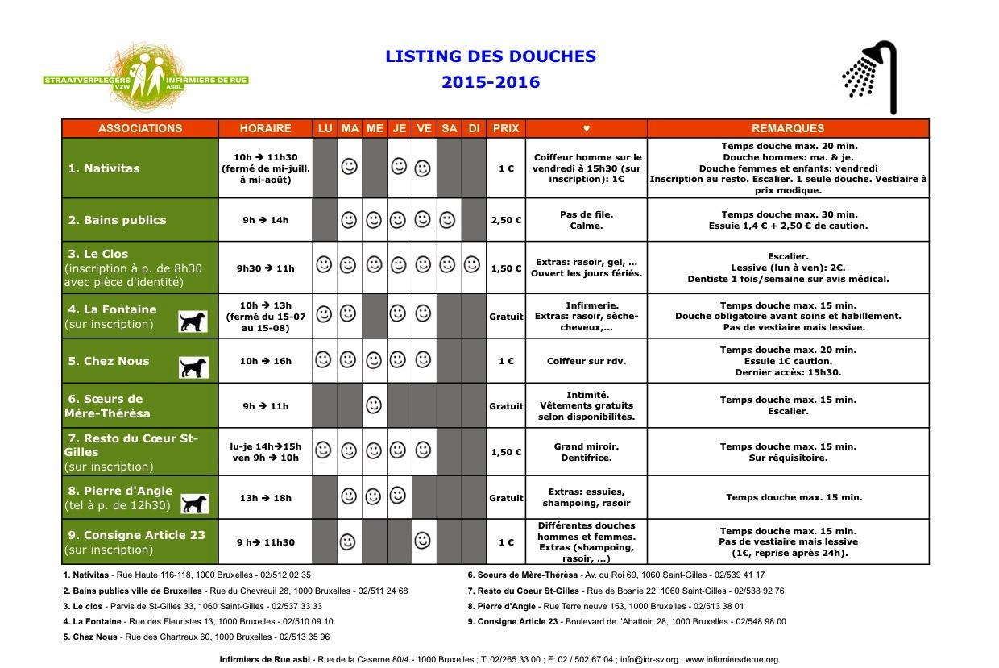 STRAATVERPLEGERS VZW
INFIRMIERS DE RUE ASBL
LISTING DES DOUCHES
2015-2016
ASSOCIATIONS HORAIRE LU MA ME JE VE SA DI PRIX ♥ REMARQUES
1. Nativitas
10h ➔ 11h30
(fermé de mi-juill.
à mi-août)
1 €
Coiffeur homme sur le
vendredi à 15h30 (sur
inscription): 1€
Temps douche max. 20 min.
Douche hommes: ma. & je.
Douche femmes et enfants: vendredi
Inscription au resto. Escalier. 1 seule douche. Vestiaire à
prix modique.
2. Bains publics
9h ➔ 14h
2,50 €
Pas de file.
Calme.
Temps douche max. 30 min.
Essuie 1,4 € + 2,50 € de caution.
3. Le Clos
(inscription à p. de 8h30
avec pièce d'identité)
9h30 ➔ 11h
1,50 €
Extras: rasoir, gel, ...
Ouvert les jours fériés.
Escalier.
Lessive (lun à ven): 2€.
Dentiste 1 fois/semaine sur avis médical.
4. La Fontaine
(sur inscription)
10h ➔ 13h
(fermé du 15-07
au 15-08)
Gratuit
Infirmerie.
Extras: rasoir, sèche-
cheveux,...
Temps douche max. 15 min.
Douche obligatoire avant soins et habillement.
Pas de vestiaire mais lessive.
5. Chez Nous
10h ➔ 16h
1 €
Coiffeur sur rdv.
Temps douche max. 20 min.
Essuie 1€ caution.
Dernier accès: 15h30.
6. Sœurs de
Mère-Thérèsa
9h ➔ 11h
Gratuit
Intimité.
Vêtements gratuits
selon disponibilités.
Temps douche max. 15 min.
Escalier.
7. Resto du Cœur St-
Gilles
(sur inscription)
lu-je 14h➔15h
ven 9h ➔ 10h
1,50 €
Grand miroir.
Dentifrice.
Temps douche max. 15 min.
Sur réquisitoire.
8. Pierre d'Angle
(tel à p. de 12h30)
13h ➔ 18h
Gratuit
Extras: essuies,
shampoing, rasoir
Temps douche max. 15 min.
9. Consigne Article 23
(sur inscription)
9 h➔ 11h30
1 €
Différentes douches
hommes et femmes.
Extras (shampoing,
rasoir, ...)
Temps douche max. 15 min.
Pas de vestiaire mais lessive
(1€, reprise après 24h).
1. Nativitas - Rue Haute 116-118, 1000 Bruxelles - 02/512 02 35
2. Bains publics ville de Bruxelles - Rue du Chevreuil 28, 1000 Bruxelles - 02/511 24 68
3. Le clos - Parvis de St-Gilles 33, 1060 Saint-Gilles - 02/537 33 33
4. La Fontaine - Rue des Fleuristes 13, 1000 Bruxelles - 02/510 09 10
5. Chez Nous - Rue des Chartreux 60, 1000 Bruxelles - 02/513 35 96
6. Soeurs de Mère-Thérèsa - Av. du Roi 69, 1060 Saint-Gilles - 02/539 41 17
7. Resto du Coeur St-Gilles - Rue de Bosnie 22, 1060 Saint-Gilles - 02/538 92 76
8. Pierre d'Angle - Rue Terre neuve 153, 1000 Bruxelles - 02/513 38 01
9. Consigne Article 23 - Boulevard de l'Abattoir, 28, 1000 Bruxelles - 02/548 98 00
Infirmiers de Rue asbl - Rue de la Caserne 80/4 - 1000 Bruxelles ; T: 02/265 33 00 ; F: 02 / 502 67 04 ; info@idr-sv.org ; www.infirmiersderue.org